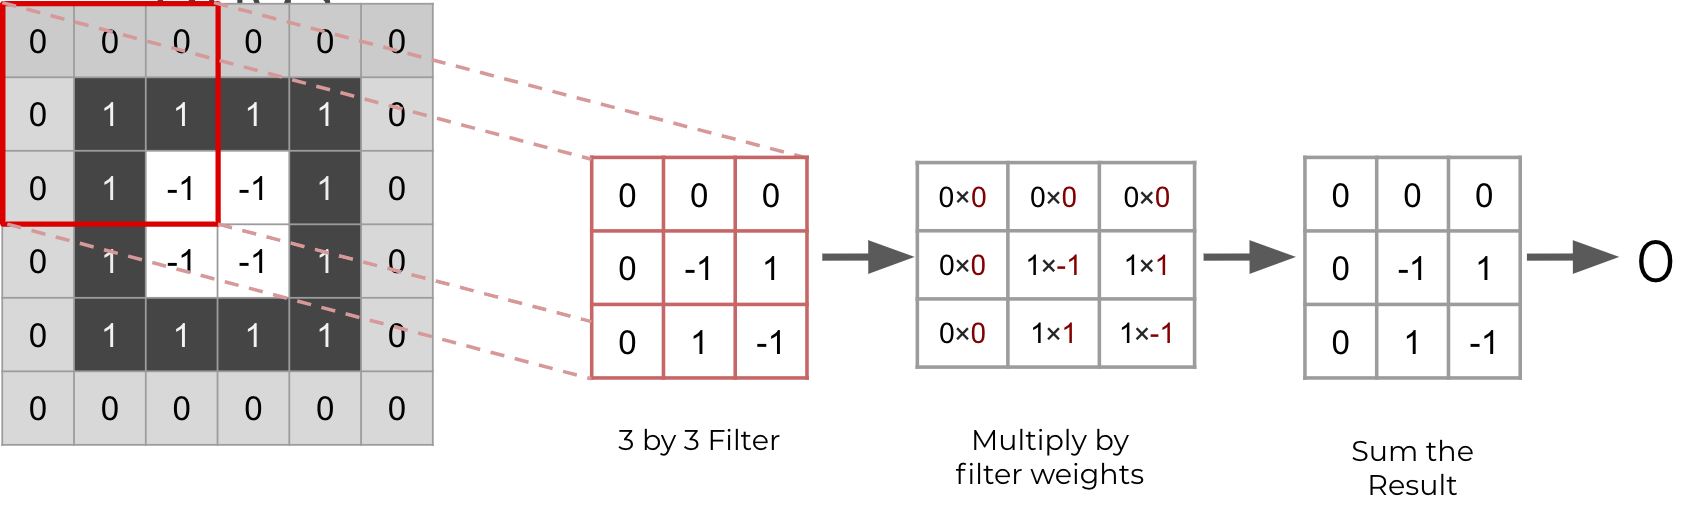 0 0 0 0 0 0
0 1 1 1 1 0
0 1 -1 -1 1 0
0 1 -1 -1 1 0
0 1 1 1 1 0
0 0 0 0 0 0
0 0 0
0 -1 1
0 1 -1
3 by 3 Filter
0×0 0×0 0×0
0×0 1×-1 1×1
0×0 1×1 1×-1
Multiply by
filter weights
0 0 0
0 -1 1
0 1 -1
Sum the
Result
0